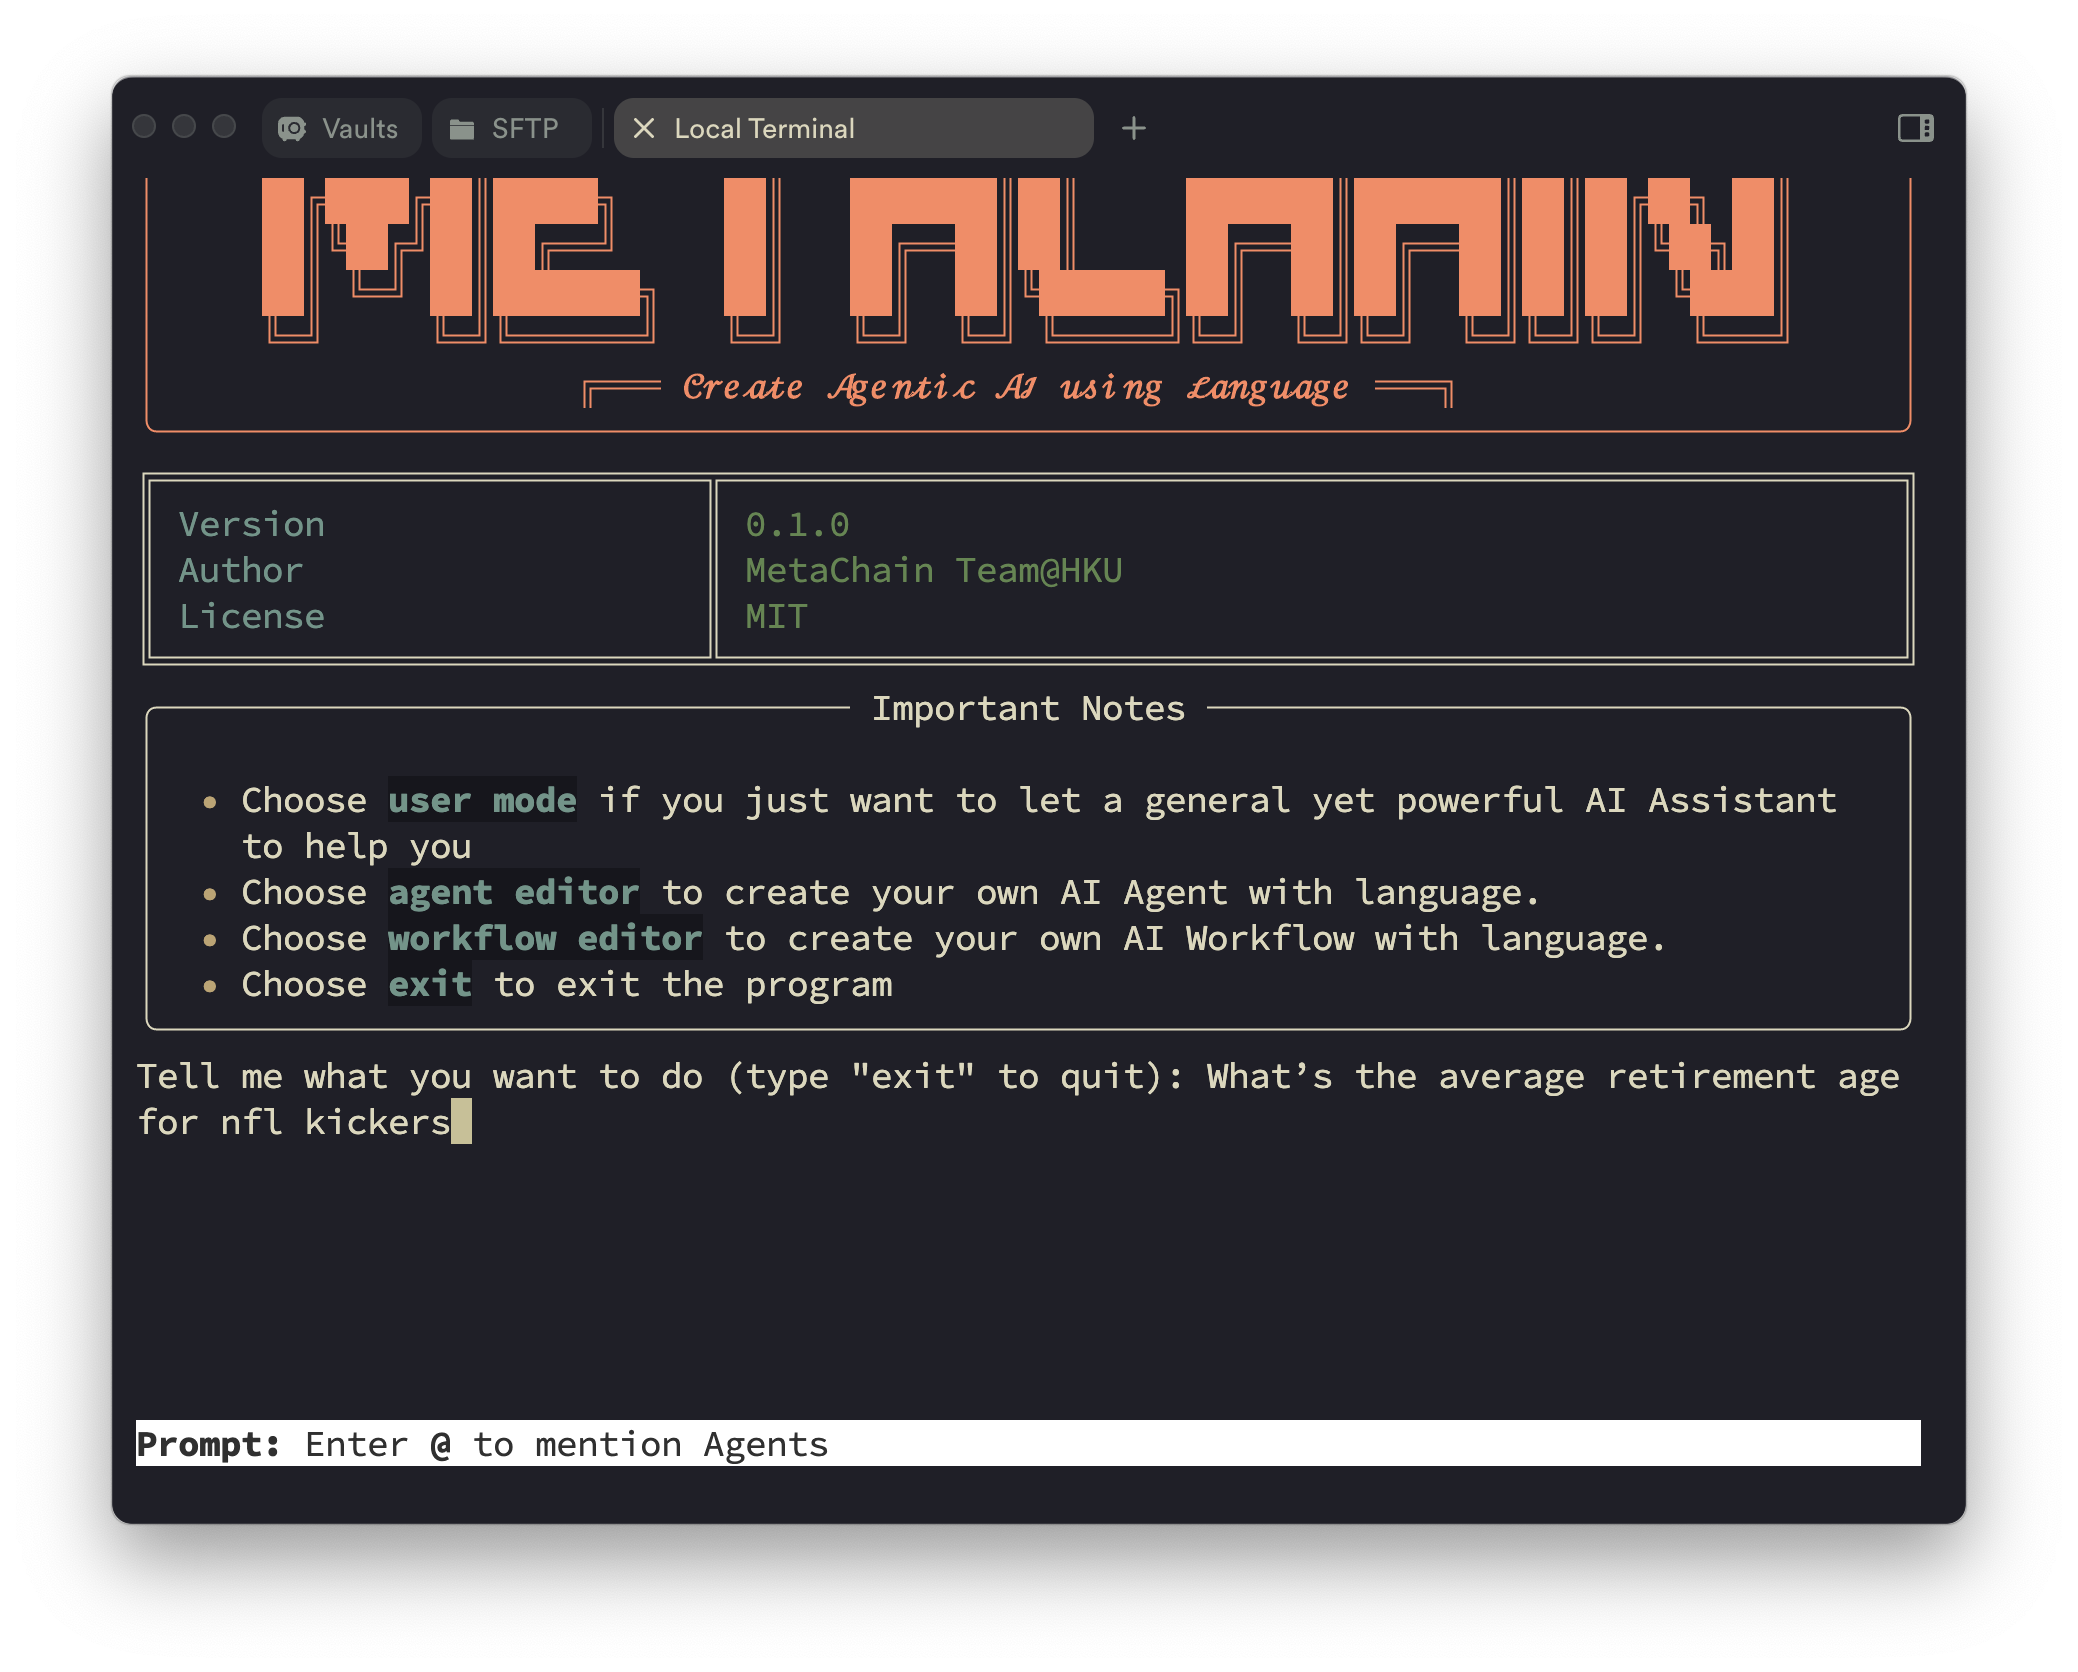 Vaults
SFTP
Local Terminal
Create Agentic AI using Language
Version 0.1.0
Author MetaChain Team@HKU
License MIT
Important Notes
• Choose user mode if you just want to let a general yet powerful AI Assistant
to help you
• Choose agent editor to create your own AI Agent with language.
• Choose workflow editor to create your own AI Workflow with language.
• Choose exit to exit the program
Tell me what you want to do (type "exit" to quit): What’s the average retirement age
for nfl kickers
Prompt: Enter @ to mention Agents